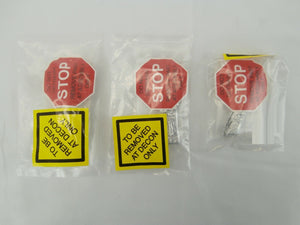 STOP
TO BE
REMOVED
AT DECON
ONLY
STOP
TO BE
REMOVED
AT DECON
ONLY
STOP